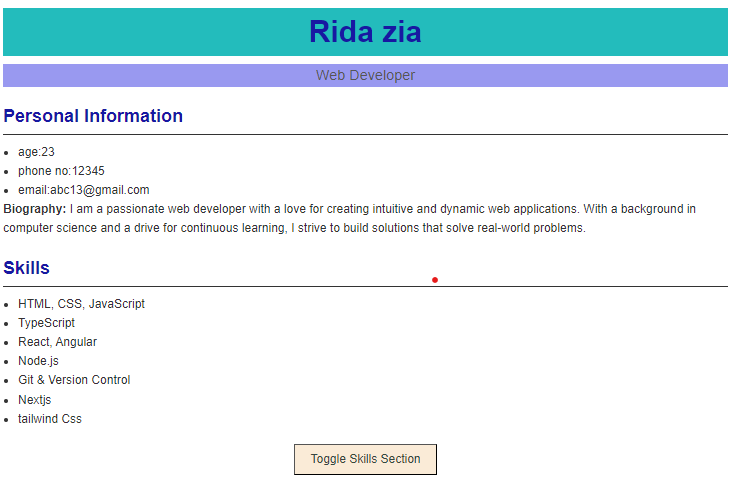 Rida zia
Web Developer
Personal Information
age:23
phone no:12345
email:abc13@gmail.com
Biography: I am a passionate web developer with a love for creating intuitive and dynamic web applications. With a background in
computer science and a drive for continuous learning, I strive to build solutions that solve real-world problems.
Skills
HTML, CSS, JavaScript
TypeScript
React, Angular
Node.js
Git & Version Control
Nextjs
tailwind Css
Toggle Skills Section